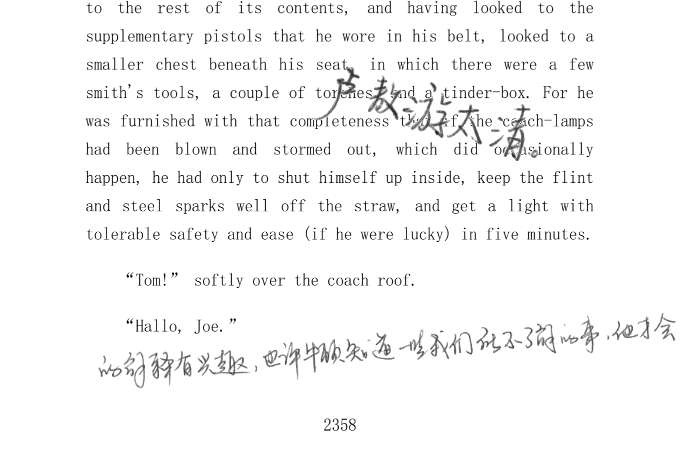 to the rest of its contents, and having looked to the
supplementary pistols that he wore in his belt, looked to a
smaller chest beneath his seat, in which there were a few
smith's tools, a couple of torches and a tinder-box. For he
卢敖游太清。
was furnished with that completeness that if the coach-lamps
had been blown and stormed out, which did occasionally
happen, he had only to shut himself up inside, keep the flint
and steel sparks well off the straw, and get a light with
tolerable safety and ease (if he were lucky) in five minutes.
“Tom!” softly over the coach roof.
“Hallo, Joe.”
的解释有兴趣，也许牛顿知道一些我们所不了解的事，他才会
2358